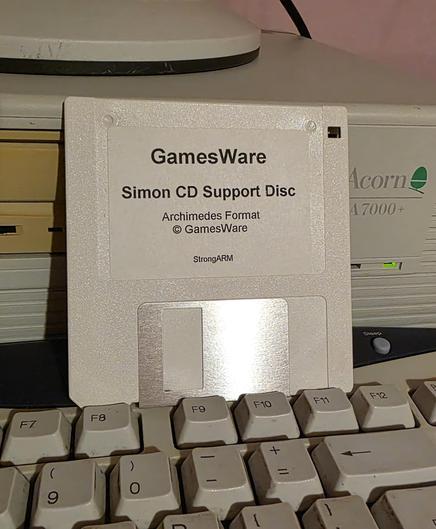 GamesWare
Simon CD Support Disc
Archimedes Format
© GamesWare
StrongARM
Acorn
A7000+
F7 F8 F9 F10 F11 F12
( ) _ +
9 0 - = ←
P { }